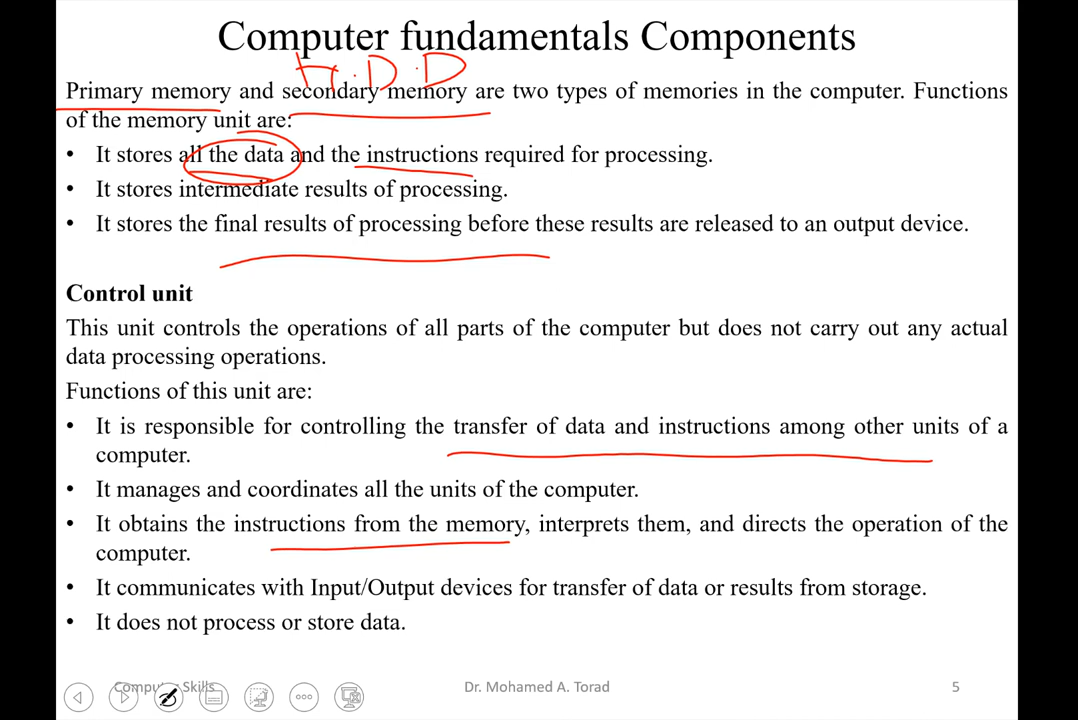 Computer fundamentals Components
H.D.D
Primary memory and secondary memory are two types of memories in the computer. Functions
of the memory unit are:
• It stores all the data and the instructions required for processing.
• It stores intermediate results of processing.
• It stores the final results of processing before these results are released to an output device.
Control unit
This unit controls the operations of all parts of the computer but does not carry out any actual
data processing operations.
Functions of this unit are:
• It is responsible for controlling the transfer of data and instructions among other units of a
computer.
• It manages and coordinates all the units of the computer.
• It obtains the instructions from the memory, interprets them, and directs the operation of the
computer.
• It communicates with Input/Output devices for transfer of data or results from storage.
• It does not process or store data.
Computer Skills
Dr. Mohamed A. Torad
5